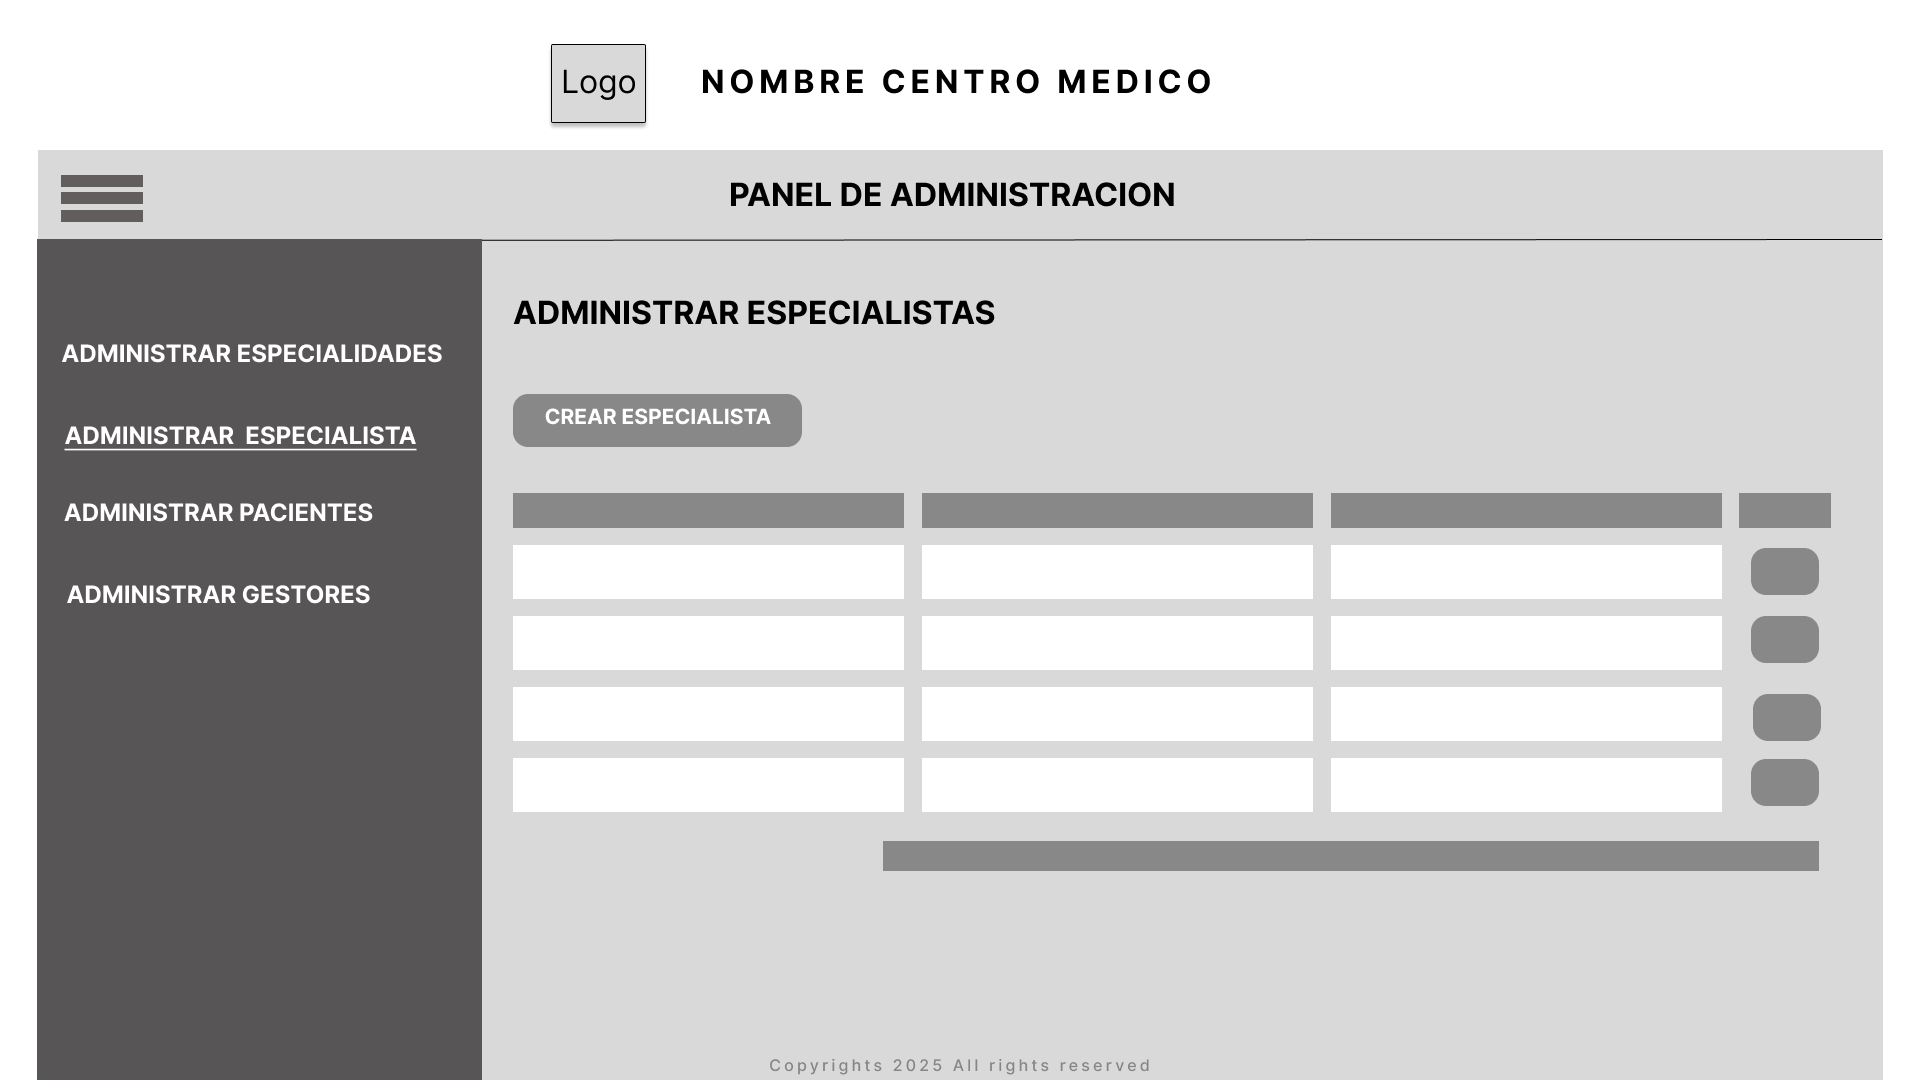 Logo
NOMBRE CENTRO MEDICO
PANEL DE ADMINISTRACION
ADMINISTRAR ESPECIALIDADES
ADMINISTRAR  ESPECIALISTA
ADMINISTRAR PACIENTES
ADMINISTRAR GESTORES
ADMINISTRAR ESPECIALISTAS
CREAR ESPECIALISTA
Copyrights 2025 All rights reserved